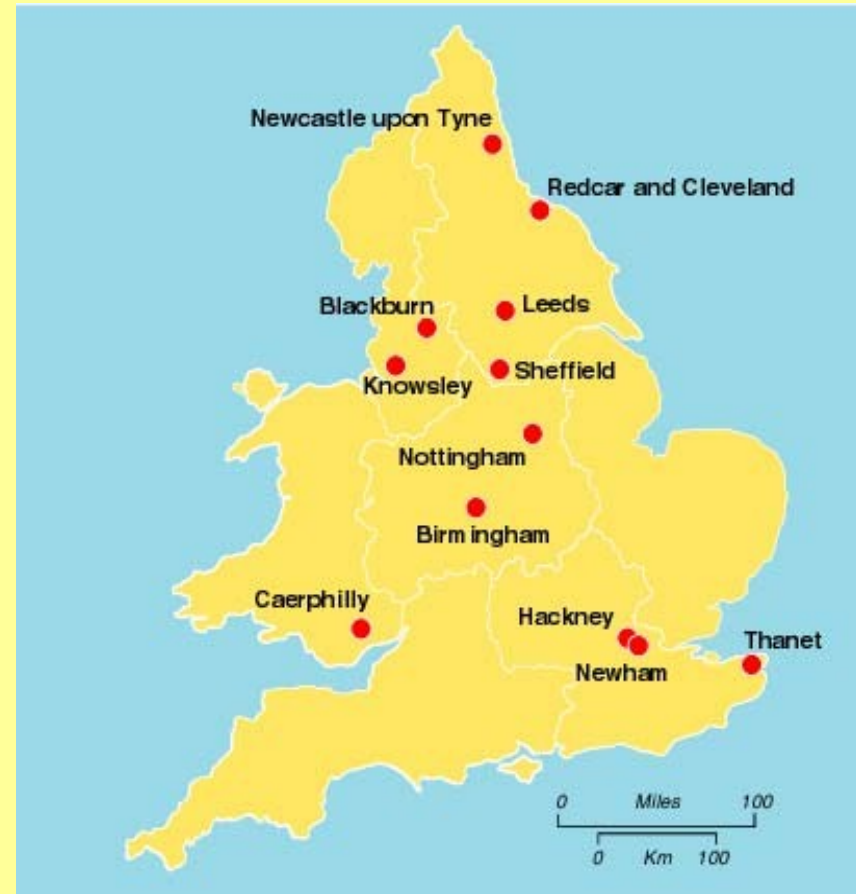 Newcastle upon Tyne
Redcar and Cleveland
Blackburn
Leeds
Knowsley
Sheffield
Nottingham
Birmingham
Caerphilly
Hackney
Thanet
Newham
0 Miles 100
0 Km 100